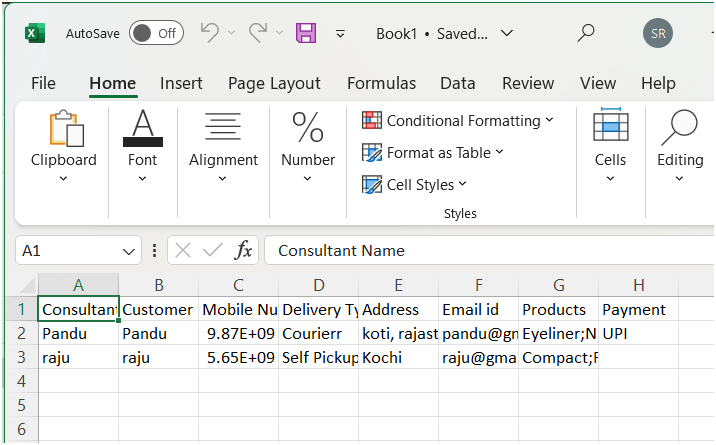 AutoSave Off Book1 • Saved... SR
File Home Insert Page Layout Formulas Data Review View Help
Clipboard Font Alignment % Number Conditional Formatting Format as Table Cell Styles Styles Cells Editing
A1 fx Consultant Name
A B C D E F G H
1 Consultant Customer Mobile Nu Delivery Ty Address Email id Products Payment
2 Pandu Pandu 9.87E+09 Courierr koti, rajast pandu@gn Eyeliner;N UPI
3 raju raju 5.65E+09 Self Pickup Kochi raju@gma Compact;F
4
5
6